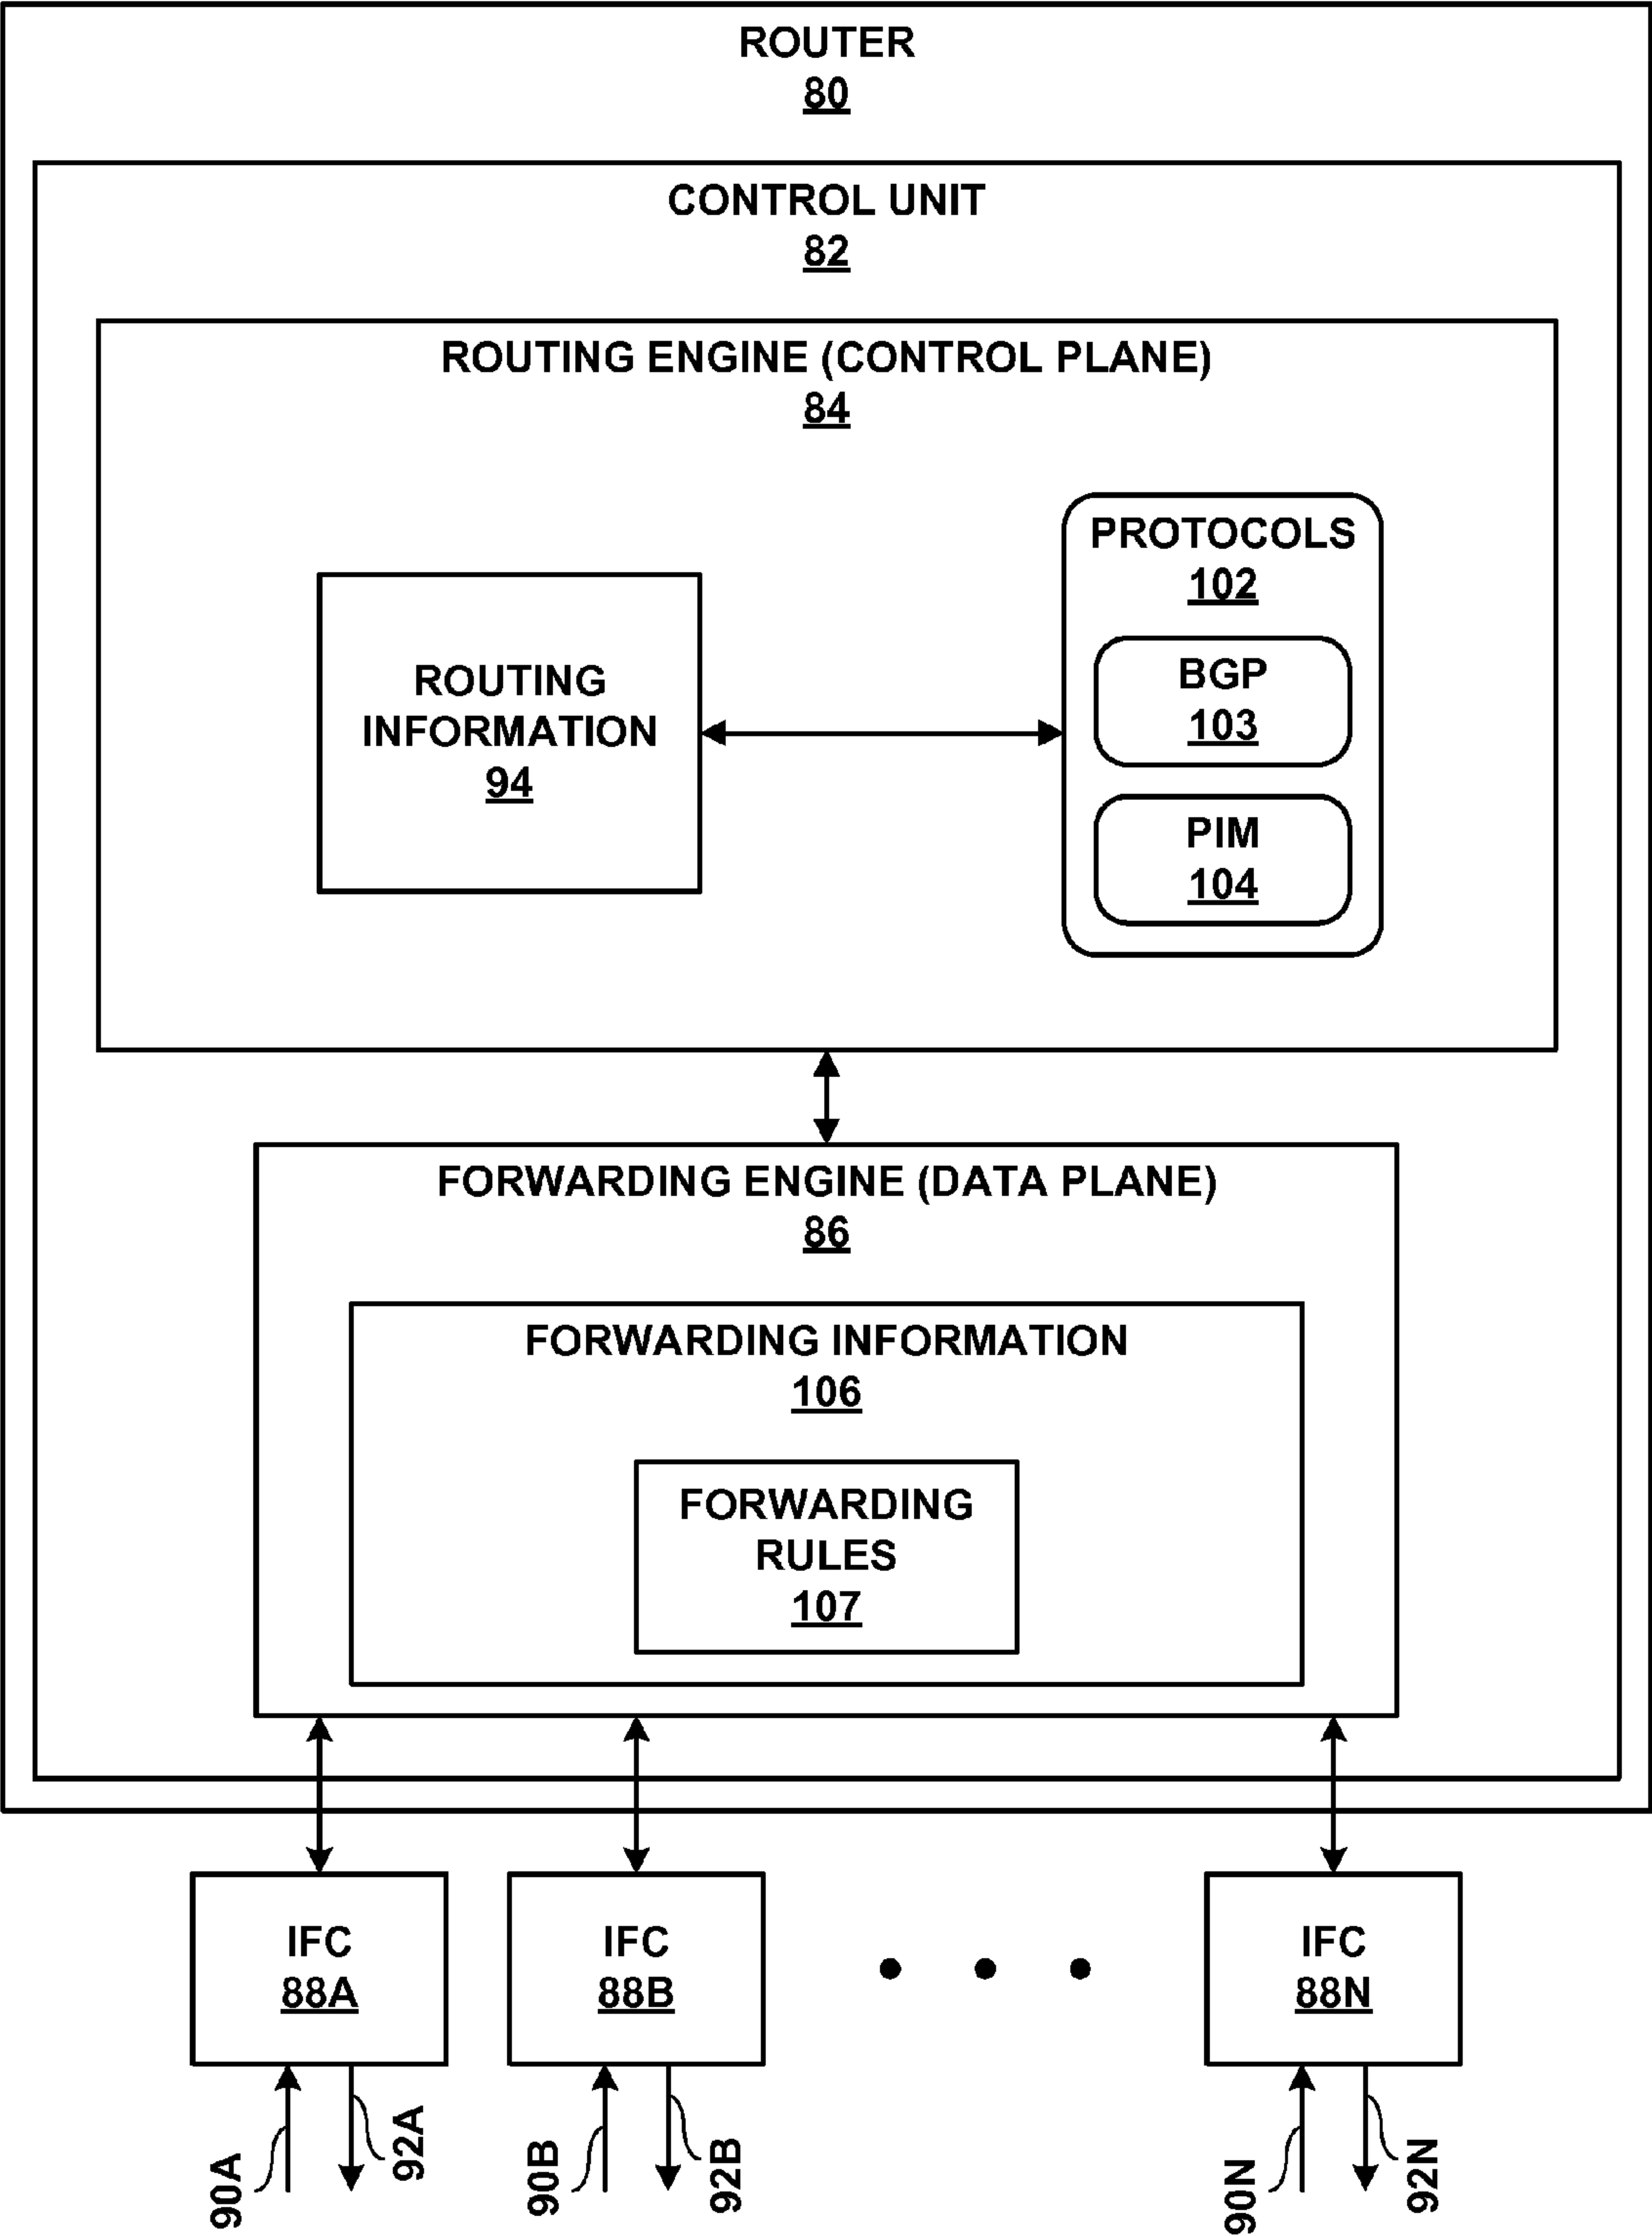 ROUTER
80
CONTROL UNIT
82
ROUTING ENGINE (CONTROL PLANE)
84
PROTOCOLS
102
ROUTING
INFORMATION
94
BGP
103
PIM
104
FORWARDING ENGINE (DATA PLANE)
86
FORWARDING INFORMATION
106
FORWARDING
RULES
107
IFC
88A
IFC
88B
IFC
88N
90A
92A
90B
92B
90N
92N